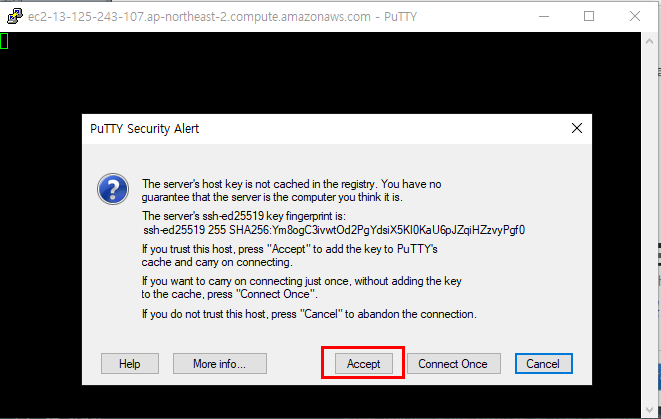 ec2-13-125-243-107.ap-northeast-2.compute.amazonaws.com - PuTTY
PuTTY Security Alert
The server's host key is not cached in the registry. You have no
guarantee that the server is the computer you think it is.
The server's ssh-ed25519 key fingerprint is:
ssh-ed25519 255 SHA256:Ym8ogC3ivwtOd2PgYdsiX5KI0KaU6pJZqiHZzvyPgf0
If you trust this host, press "Accept" to add the key to PuTTY's
cache and carry on connecting.
If you want to carry on connecting just once, without adding the key
to the cache, press "Connect Once".
If you do not trust this host, press "Cancel" to abandon the connection.
Help
More info...
Accept
Connect Once
Cancel